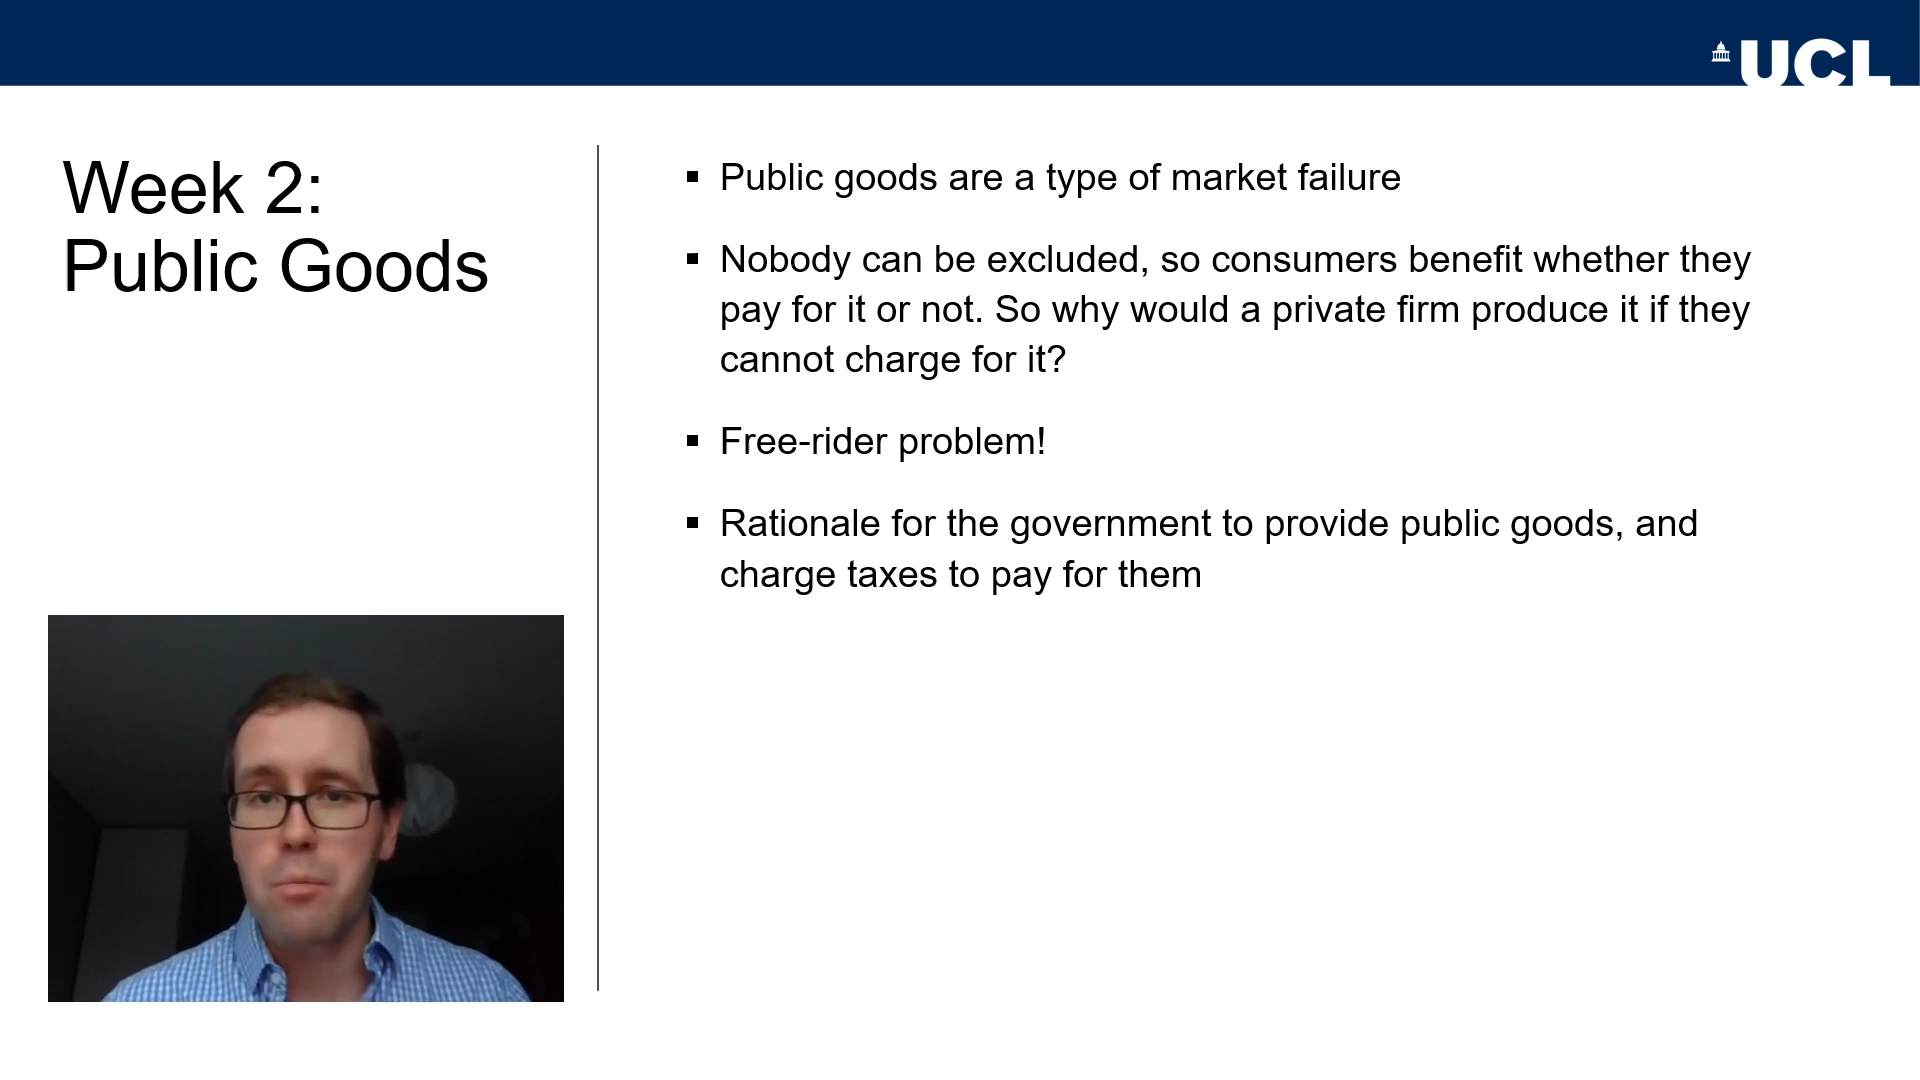 UCL
Week 2:
Public Goods
▪ Public goods are a type of market failure
▪ Nobody can be excluded, so consumers benefit whether they
pay for it or not. So why would a private firm produce it if they
cannot charge for it?
▪ Free-rider problem!
▪ Rationale for the government to provide public goods, and
charge taxes to pay for them